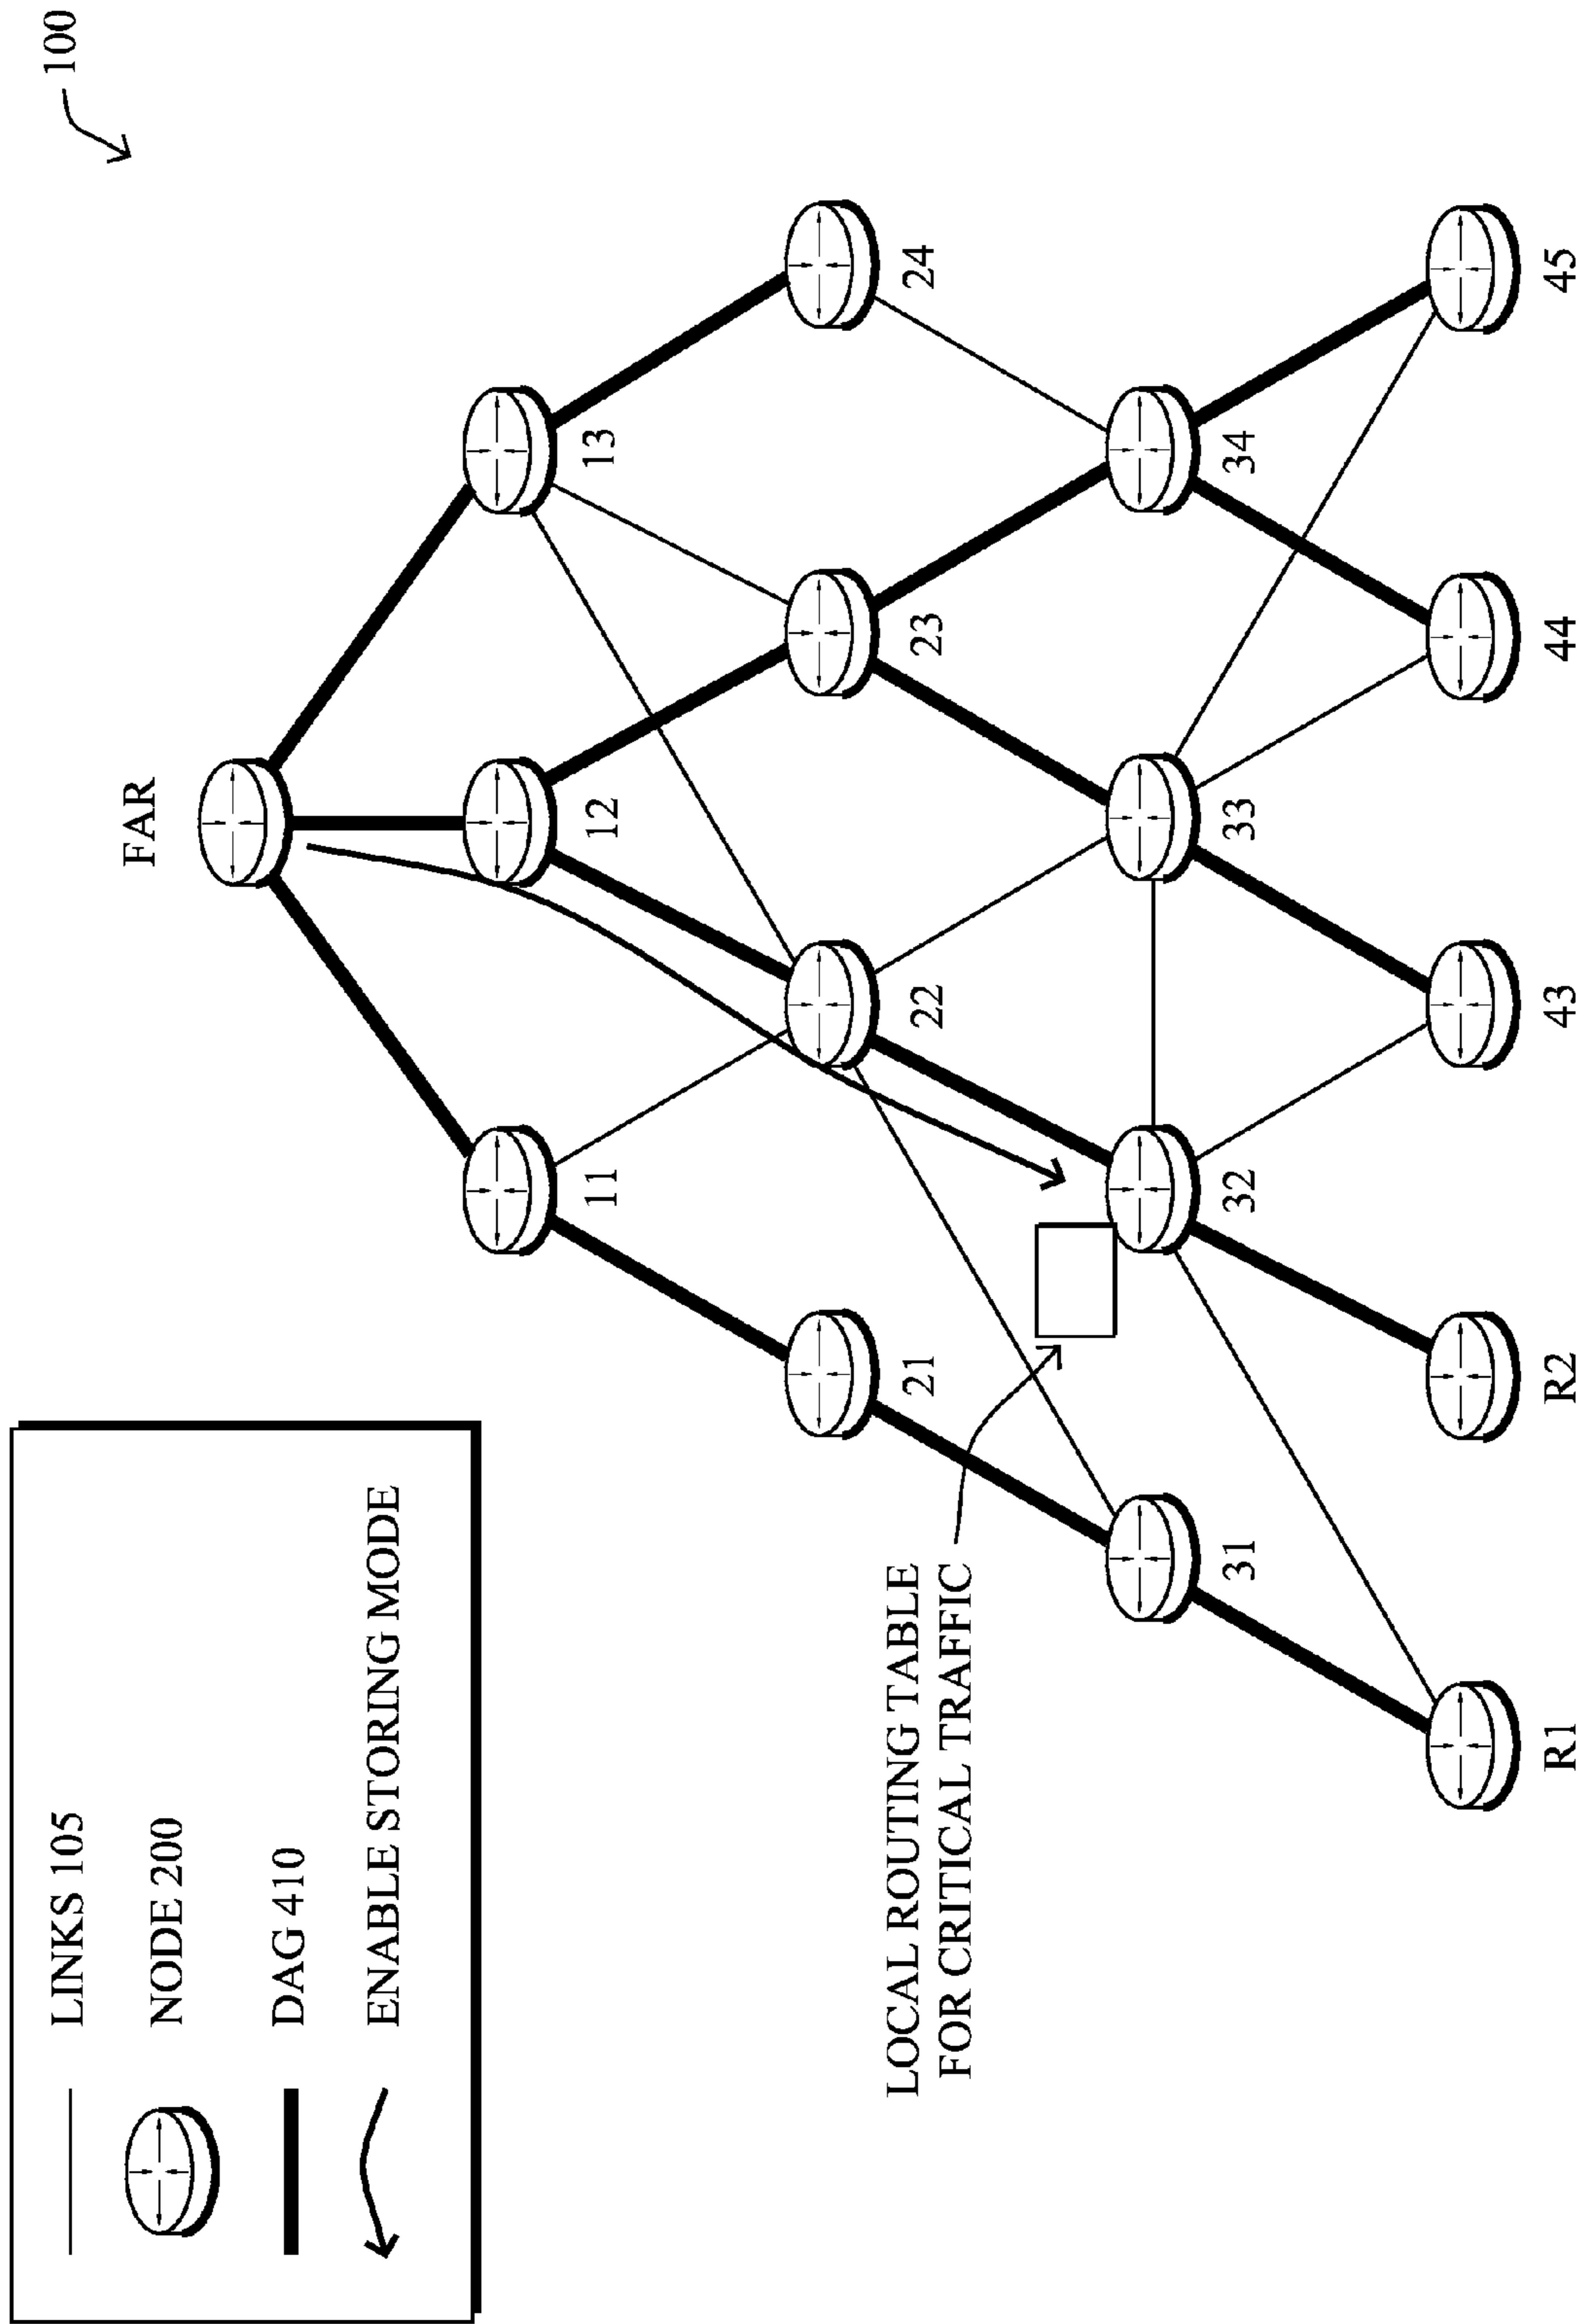 LINKS 105
NODE 200
DAG 410
ENABLE STORING MODE
100
FAR
11
12
13
21
22
23
24
LOCAL ROUTING TABLE
FOR CRITICAL TRAFFIC
31
32
33
34
R1
R2
43
44
45